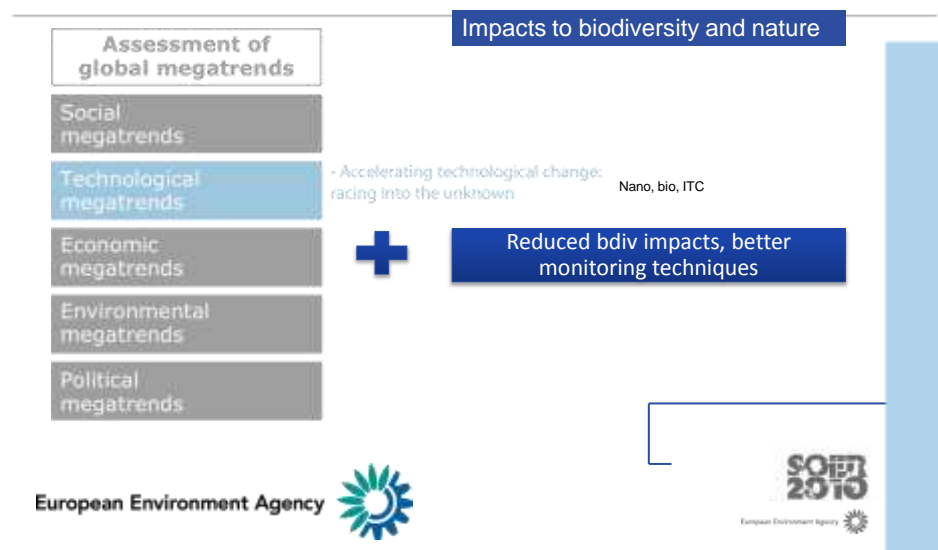 Impacts to biodiversity and nature
Assessment of
global megatrends
Social
megatrends
Technological
megatrends
- Accelerating technological change:
racing into the unknown
Nano, bio, ITC
Economic
megatrends
Reduced bdiv impacts, better
monitoring techniques
Environmental
megatrends
Political
megatrends
European Environment Agency
SOER
2010
European Environment Agency